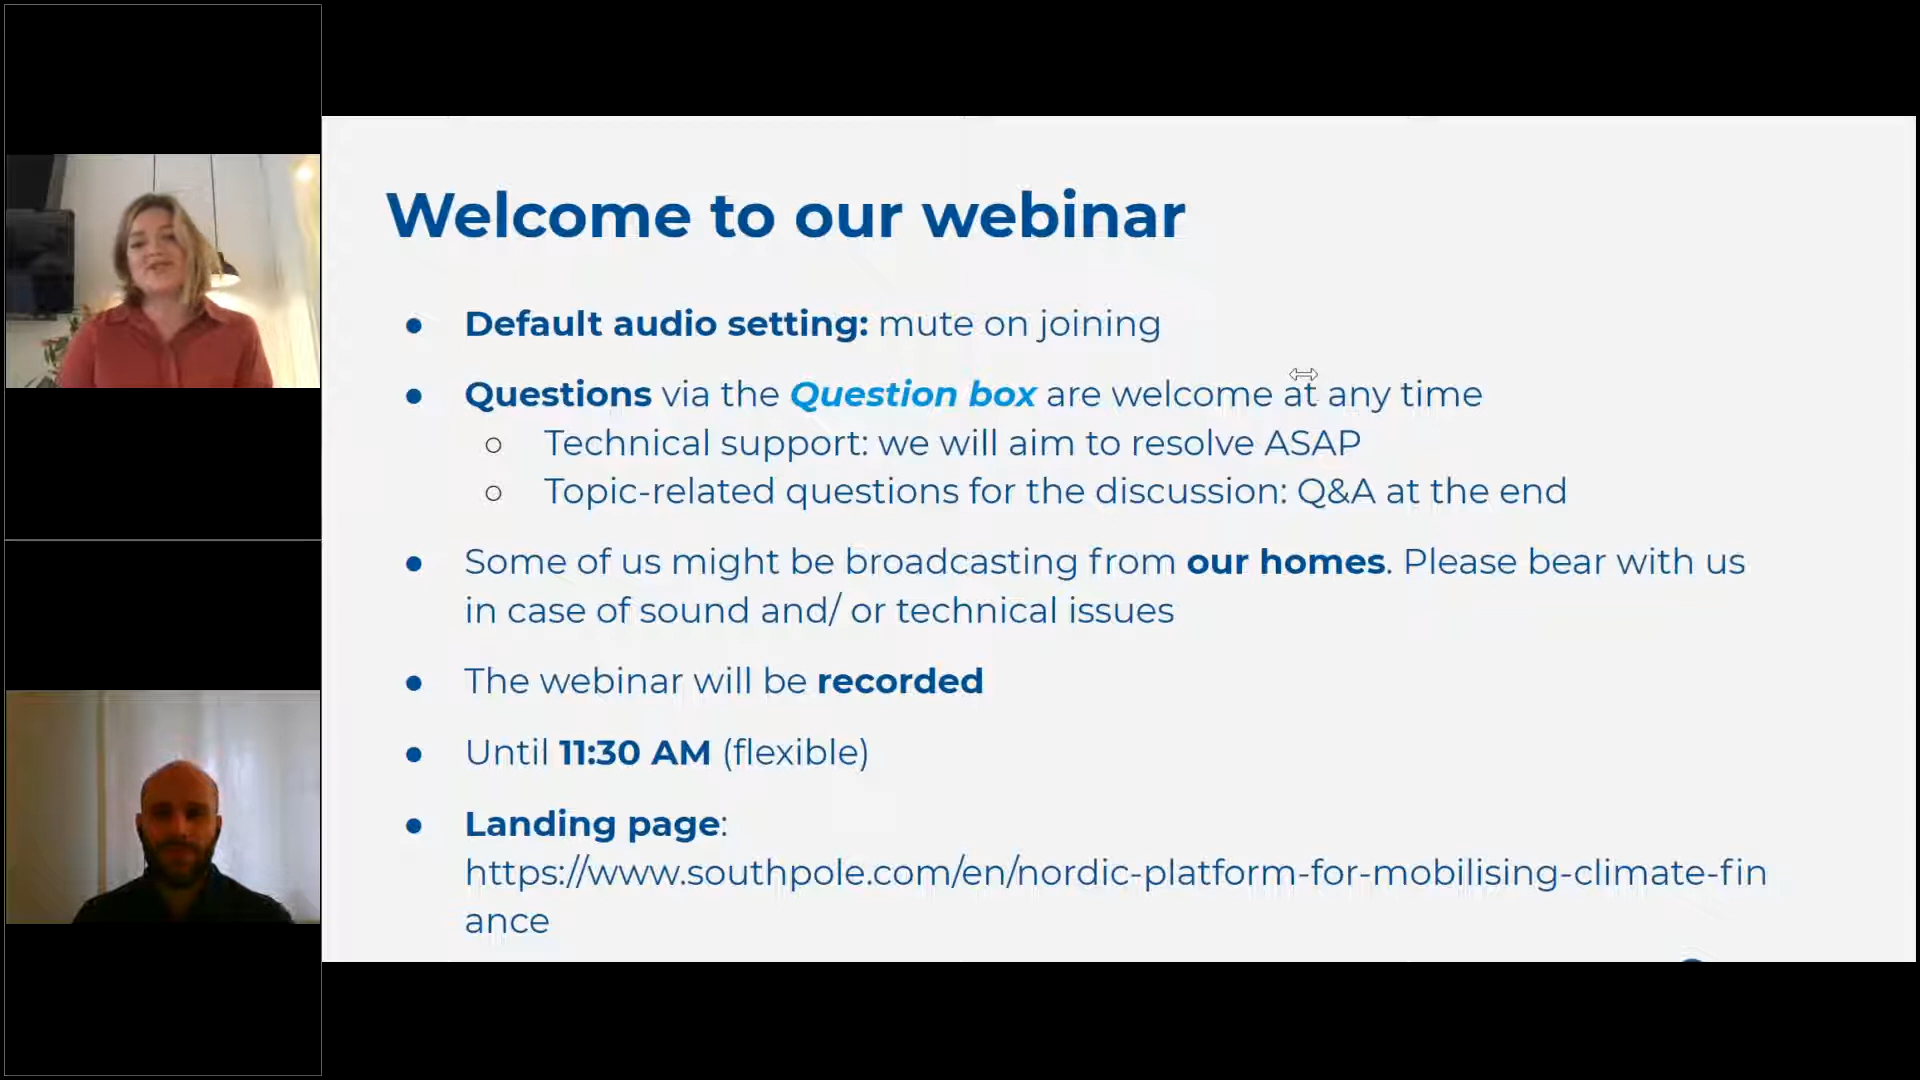 Welcome to our webinar
● Default audio setting: mute on joining
● Questions via the Question box are welcome at any time
○ Technical support: we will aim to resolve ASAP
○ Topic-related questions for the discussion: Q&A at the end
● Some of us might be broadcasting from our homes. Please bear with us
in case of sound and/ or technical issues
● The webinar will be recorded
● Until 11:30 AM (flexible)
● Landing page:
https://www.southpole.com/en/nordic-platform-for-mobilising-climate-fin
ance